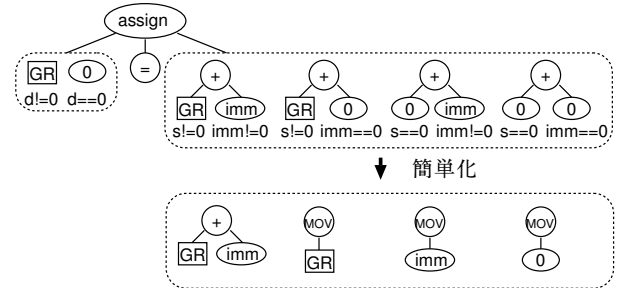 assign
GR 0 = + + + +
d!=0 d==0
GR imm GR 0 0 imm 0 0
s!=0 imm!=0 s!=0 imm==0 s==0 imm!=0 s==0 imm==0
簡単化
+ MOV MOV MOV
GR imm GR imm 0